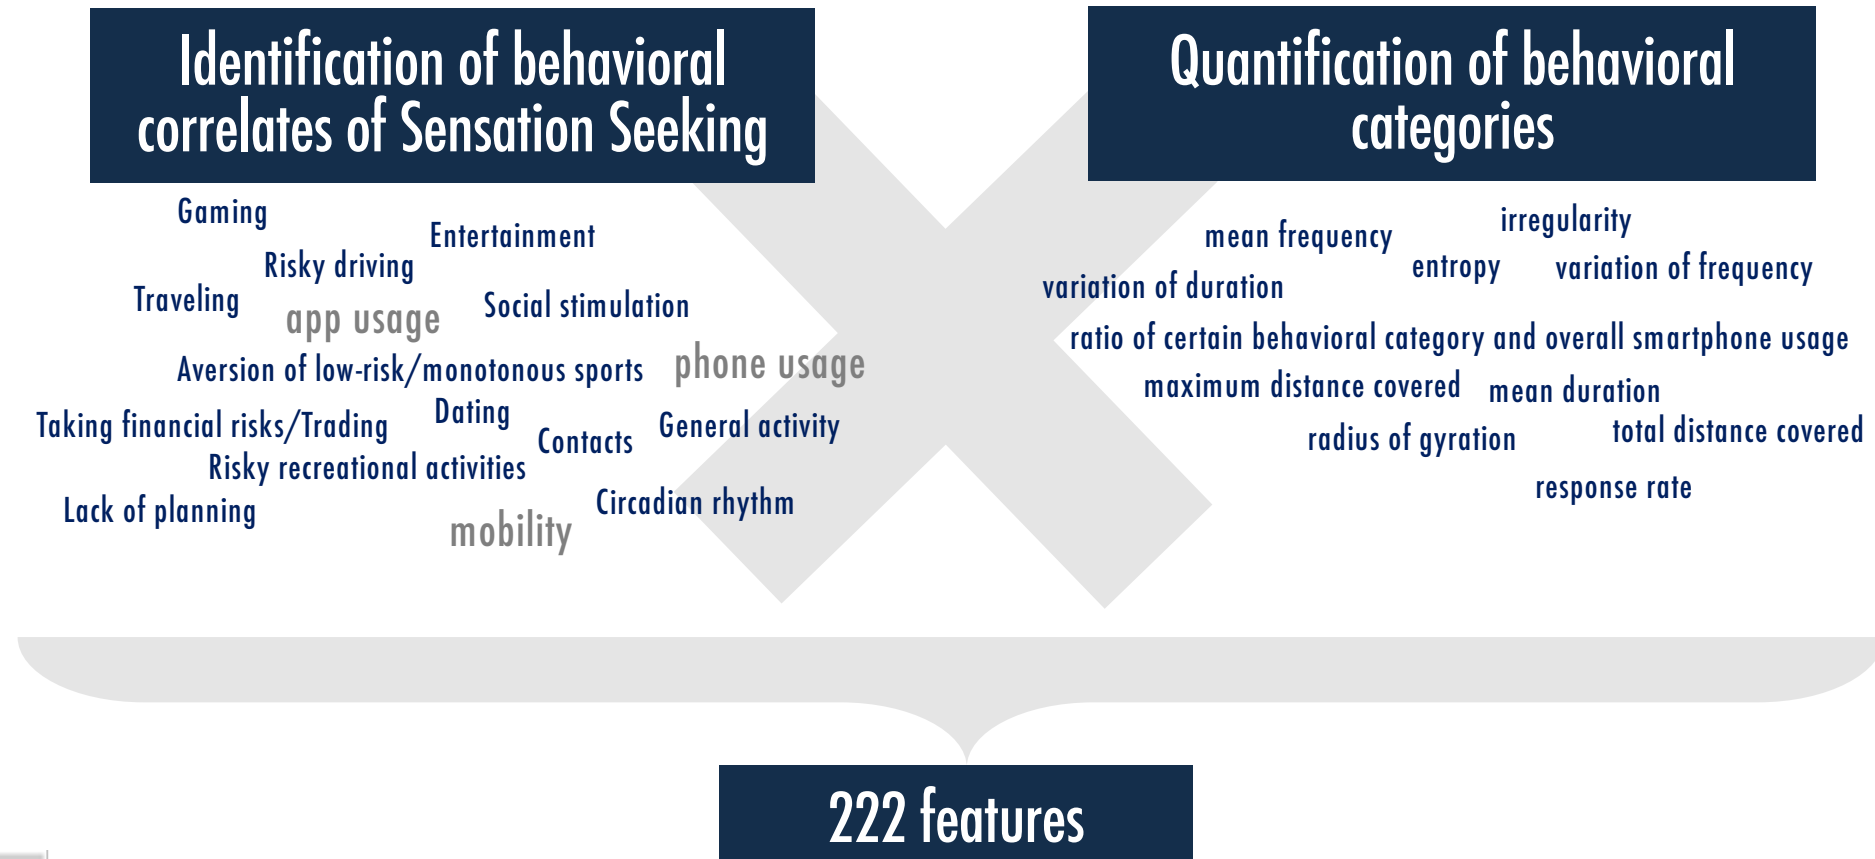 Identification of behavioral
correlates of Sensation Seeking
Gaming
Entertainment
Risky driving
Traveling
app usage
Social stimulation
Aversion of low-risk/monotonous sports
phone usage
Taking financial risks/Trading
Dating
Contacts
General activity
Risky recreational activities
Lack of planning
Circadian rhythm
mobility
Quantification of behavioral
categories
irregularity
mean frequency
entropy
variation of frequency
variation of duration
ratio of certain behavioral category and overall smartphone usage
maximum distance covered
mean duration
radius of gyration
total distance covered
response rate
222 features